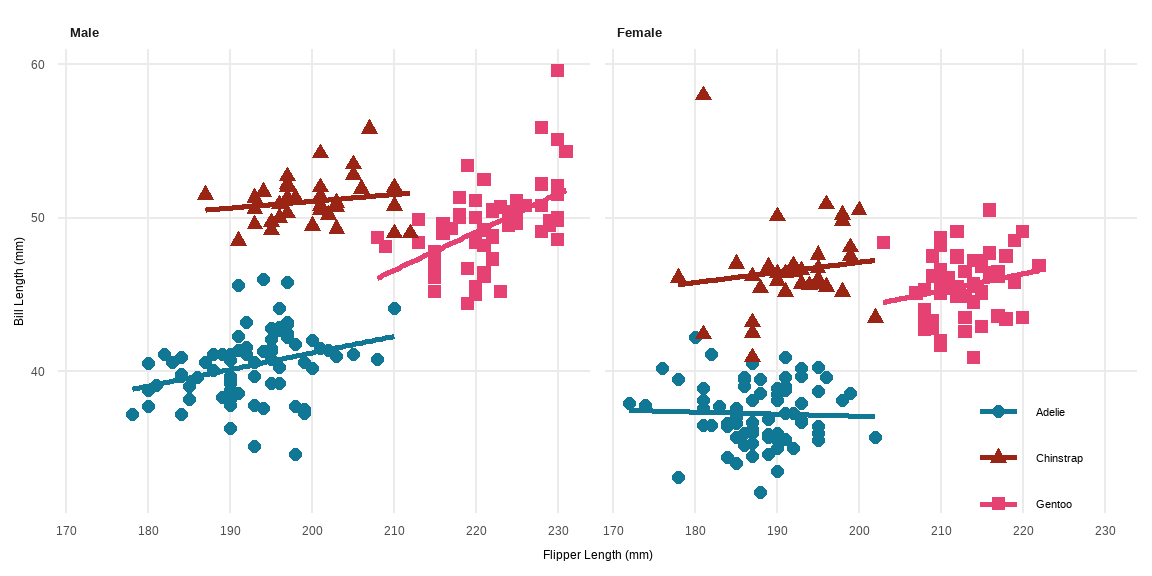 Male
Female
60
50
40
Bill Length (mm)
Adelie
Chinstrap
Gentoo
170 180 190 200 210 220 230
170 180 190 200 210 220 230
Flipper Length (mm)